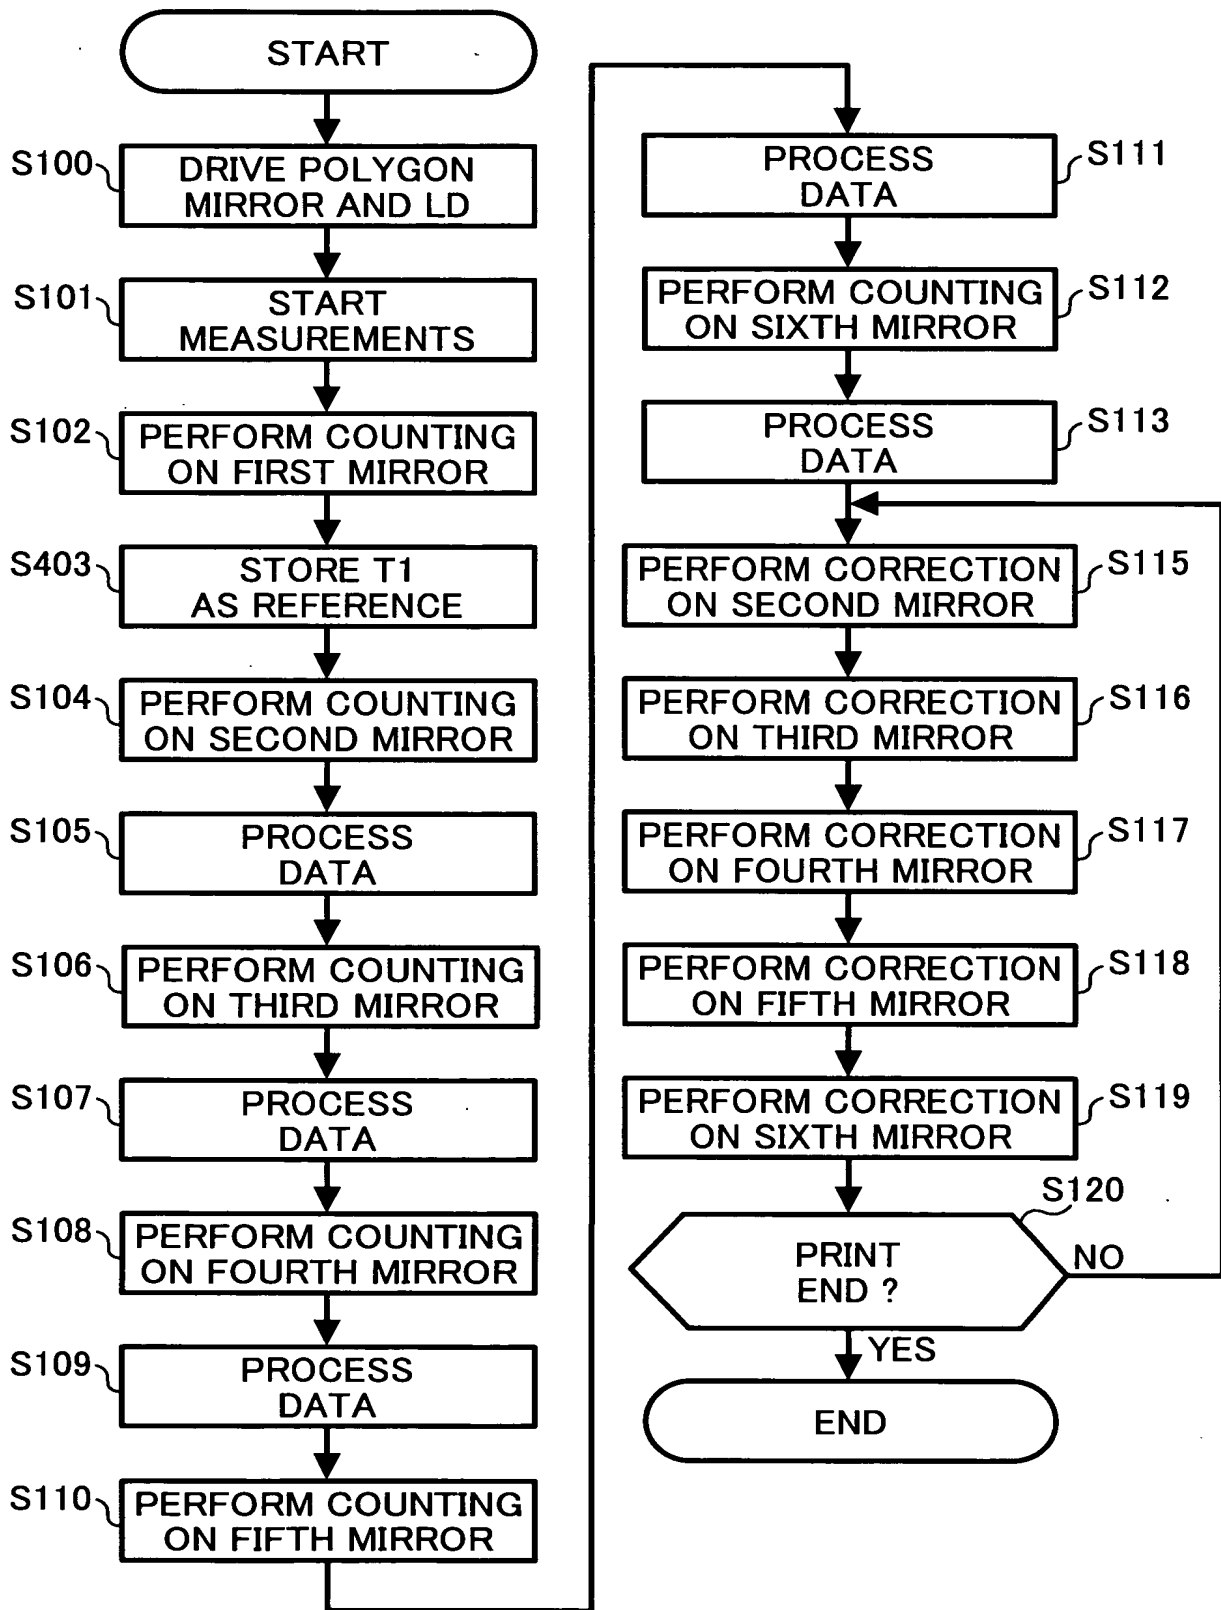 START
S100
DRIVE POLYGON
MIRROR AND LD
S101
START
MEASUREMENTS
S102
PERFORM COUNTING
ON FIRST MIRROR
S403
STORE T1
AS REFERENCE
S104
PERFORM COUNTING
ON SECOND MIRROR
S105
PROCESS
DATA
S106
PERFORM COUNTING
ON THIRD MIRROR
S107
PROCESS
DATA
S108
PERFORM COUNTING
ON FOURTH MIRROR
S109
PROCESS
DATA
S110
PERFORM COUNTING
ON FIFTH MIRROR
PROCESS
DATA
S111
PERFORM COUNTING
ON SIXTH MIRROR
S112
PROCESS
DATA
S113
PERFORM CORRECTION
ON SECOND MIRROR
S115
PERFORM CORRECTION
ON THIRD MIRROR
S116
PERFORM CORRECTION
ON FOURTH MIRROR
S117
PERFORM CORRECTION
ON FIFTH MIRROR
S118
PERFORM CORRECTION
ON SIXTH MIRROR
S119
S120
PRINT
END ?
NO
YES
END